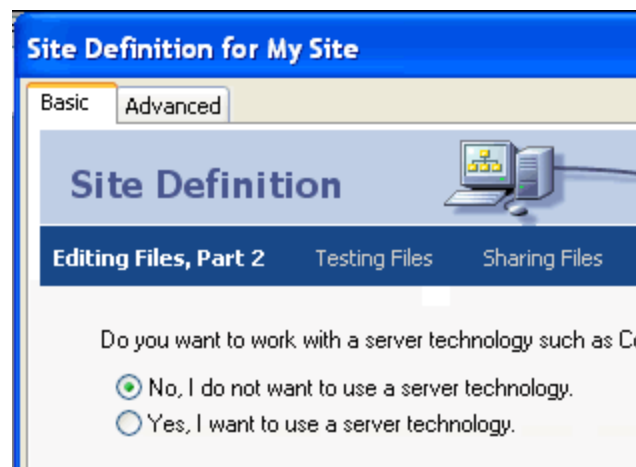 Site Definition for My Site
Basic Advanced
Site Definition
Editing Files, Part 2 Testing Files Sharing Files
Do you want to work with a server technology such as C
No, I do not want to use a server technology.
Yes, I want to use a server technology.